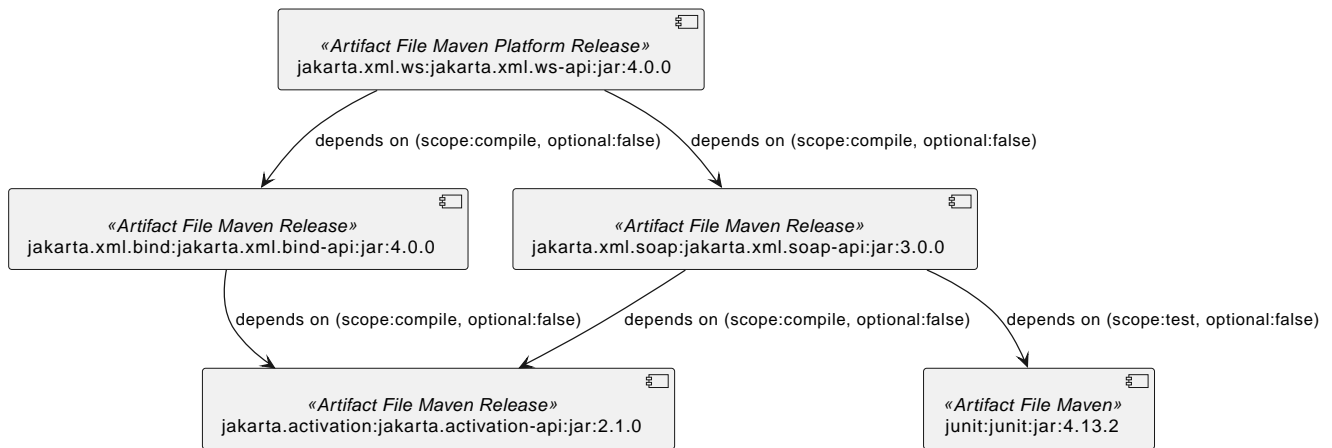 «Artifact File Maven Platform Release»
jakarta.xml.ws:jakarta.xml.ws-api:jar:4.0.0
depends on (scope:compile, optional:false)
depends on (scope:compile, optional:false)
«Artifact File Maven Release»
jakarta.xml.bind:jakarta.xml.bind-api:jar:4.0.0
«Artifact File Maven Release»
jakarta.xml.soap:jakarta.xml.soap-api:jar:3.0.0
depends on (scope:compile, optional:false)
depends on (scope:compile, optional:false)
depends on (scope:test, optional:false)
«Artifact File Maven Release»
jakarta.activation:jakarta.activation-api:jar:2.1.0
«Artifact File Maven»
junit:junit:jar:4.13.2